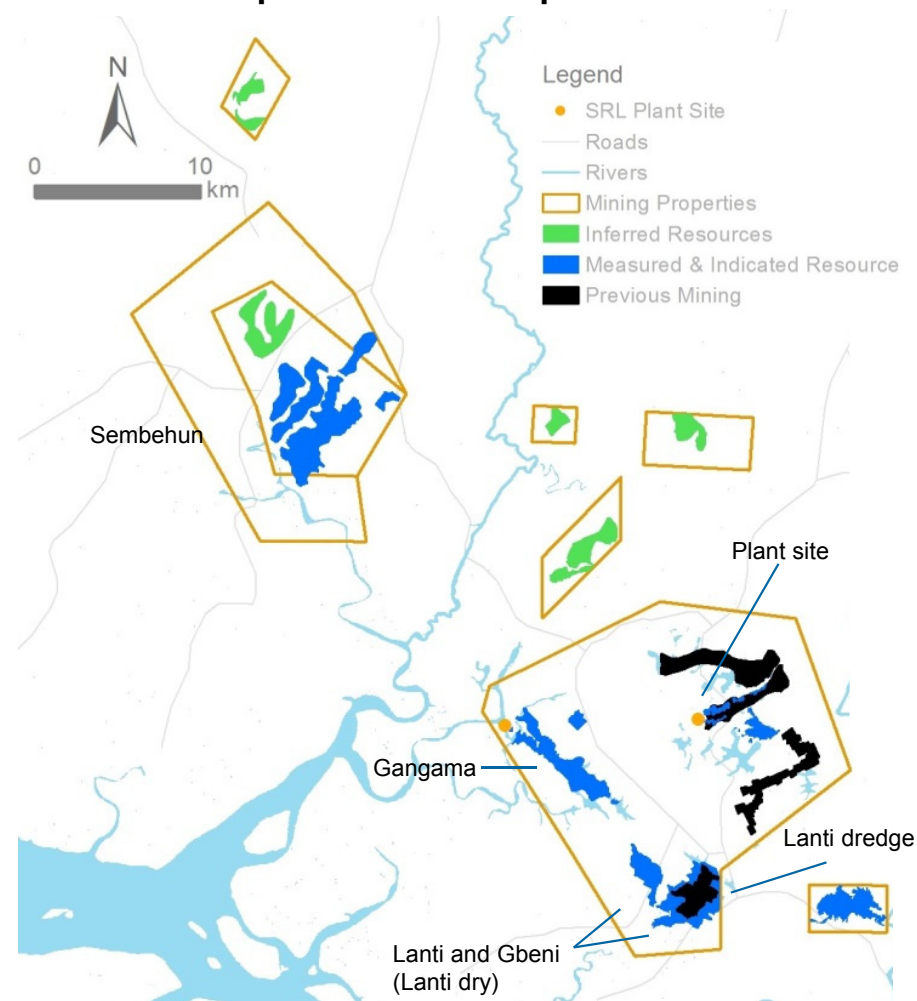 N
0 10
km
Legend
SRL Plant Site
Roads
Rivers
Mining Properties
Inferred Resources
Measured & Indicated Resource
Previous Mining
Sembehun
Plant site
Gangama
Lanti dredge
Lanti and Gbeni
(Lanti dry)